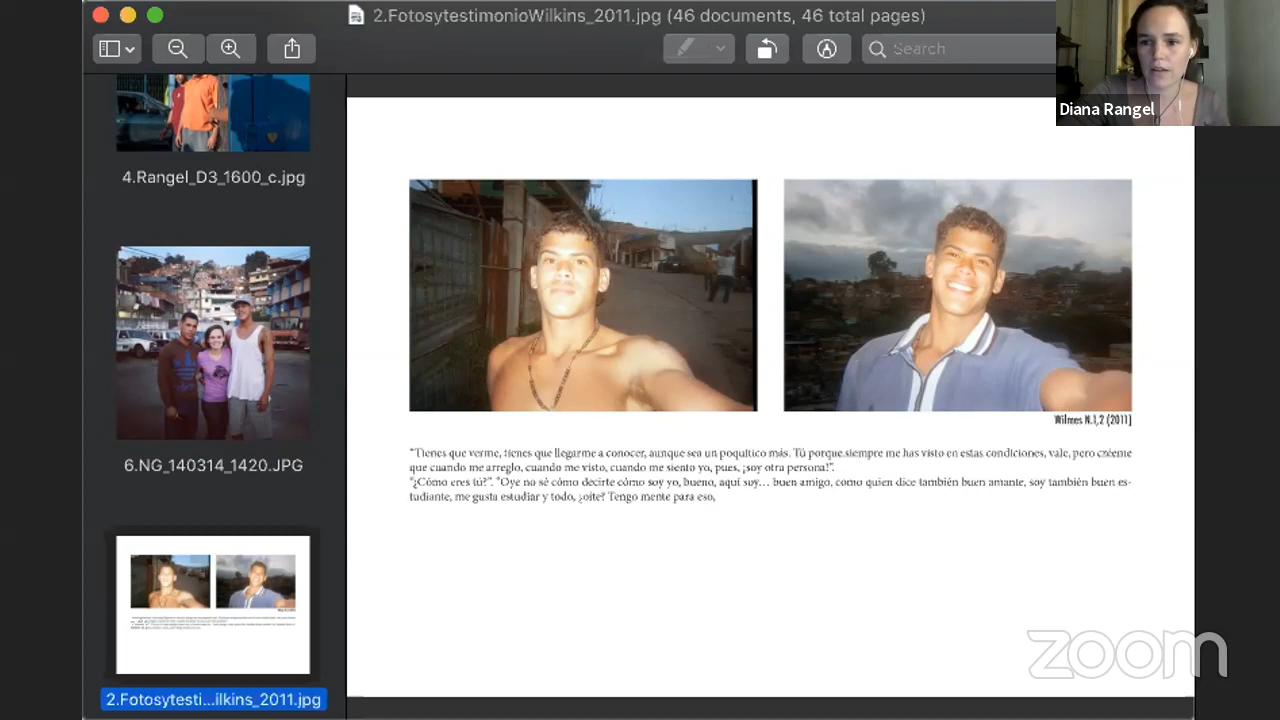 2.FotosytestimonioWilkins_2011.jpg (46 documents, 46 total pages)
Search
Diana Rangel
4.Rangel_D3_1600_c.jpg
6.NG_140314_1420.JPG
2.Fotosytesti...ilkins_2011.jpg
Wilmes N.1,2 (2011)
"Tienes que verme, tienes que llegarme a conocer, aunque sea un poquitico más. Tú porque siempre me has visto en estas condiciones, vale, pero créeme
que cuando me arreglo, cuando me visto, cuando me siento yo, pues, ¡soy otra persona!".
"¿Cómo eres tú?". "Oye no sé cómo decirte cómo soy yo, bueno, aquí soy... buen amigo, como quien dice también buen amante, soy también buen es-
tudiante, me gusta estudiar y todo, ¿oíte? Tengo mente para eso,
zoom